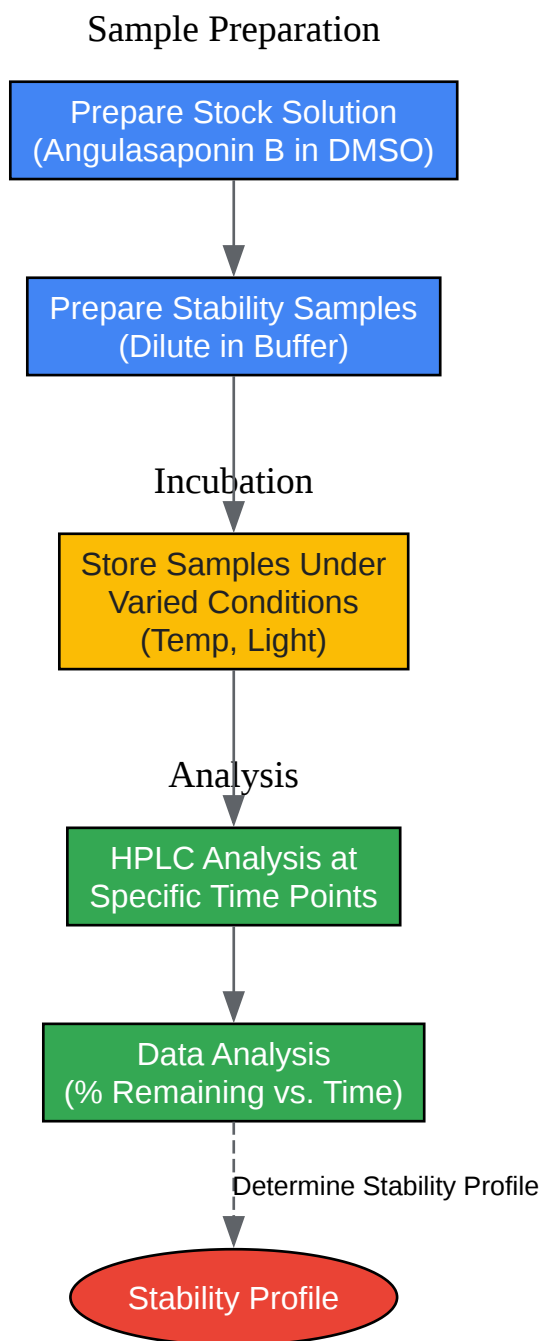 Sample Preparation
Prepare Stock Solution
(Angulasaponin B in DMSO)
Prepare Stability Samples
(Dilute in Buffer)
Incubation
Store Samples Under
Varied Conditions
(Temp, Light)
Analysis
HPLC Analysis at
Specific Time Points
Data Analysis
(% Remaining vs. Time)
Determine Stability Profile
Stability Profile